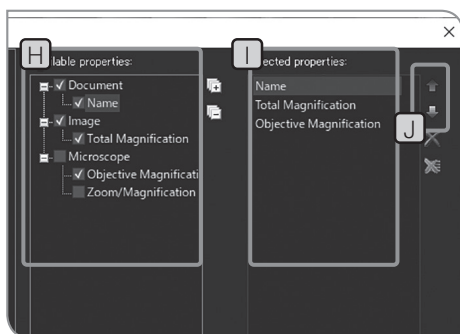 H
lable properties:
Document
Name
Image
Total Magnification
Microscope
Objective Magnificati
Zoom/Magnification
I
ected properties:
Name
Total Magnification
Objective Magnification
J